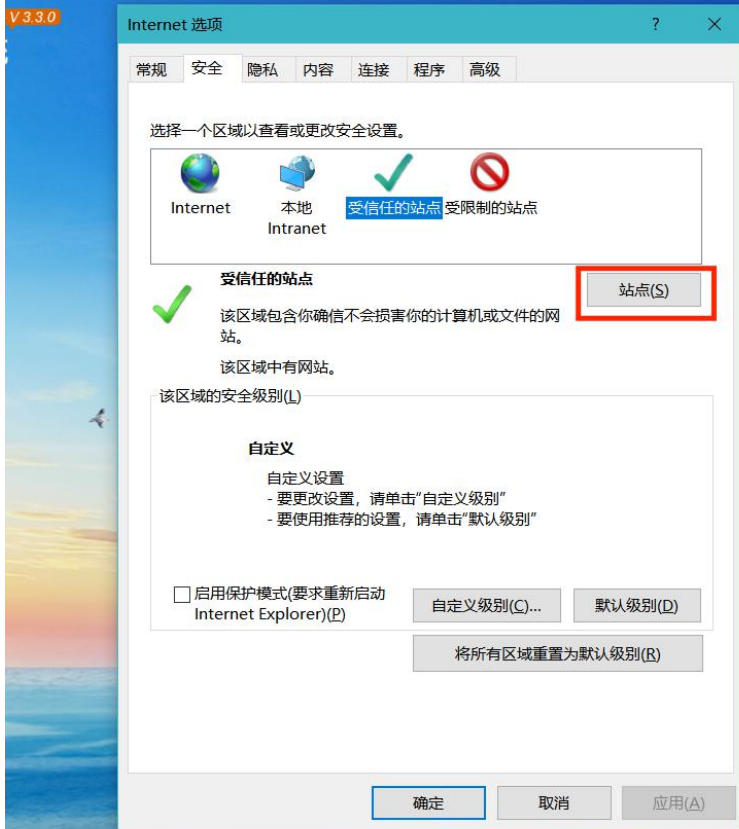 V 3.3.0
Internet 选项
?
常规 安全 隐私 内容 连接 程序 高级
选择一个区域以查看或更改安全设置。
Internet 本地 受信任的站点 受限制的站点
Intranet
受信任的站点
站点(S)
该区域包含你确信不会损害你的计算机或文件的网
站。
该区域中有网站。
该区域的安全级别(L)
自定义
自定义设置
- 要更改设置，请单击"自定义级别"
- 要使用推荐的设置，请单击"默认级别"
启用保护模式(要求重新启动
Internet Explorer)(P)
自定义级别(C)... 默认级别(D)
将所有区域重置为默认级别(R)
确定 取消 应用(A)